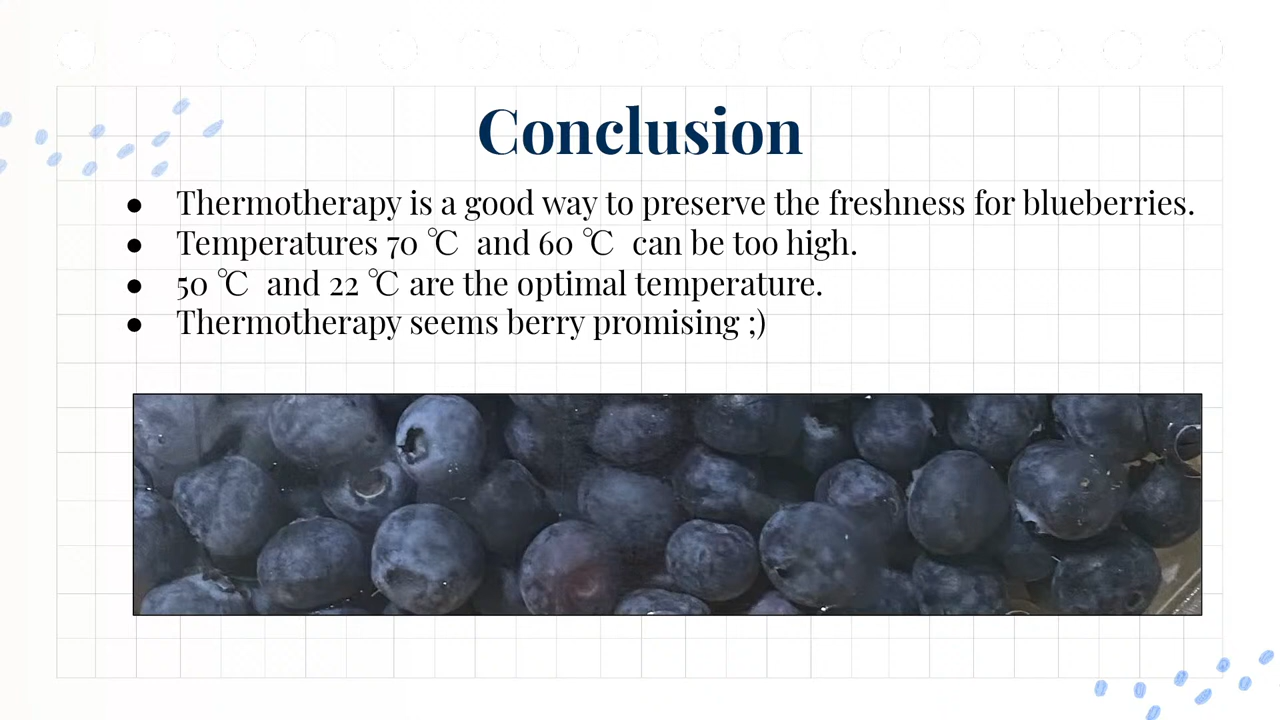 Conclusion
● Thermotherapy is a good way to preserve the freshness for blueberries.
● Temperatures 70 ℃ and 60 ℃ can be too high.
● 50 ℃ and 22 ℃ are the optimal temperature.
● Thermotherapy seems berry promising ;)